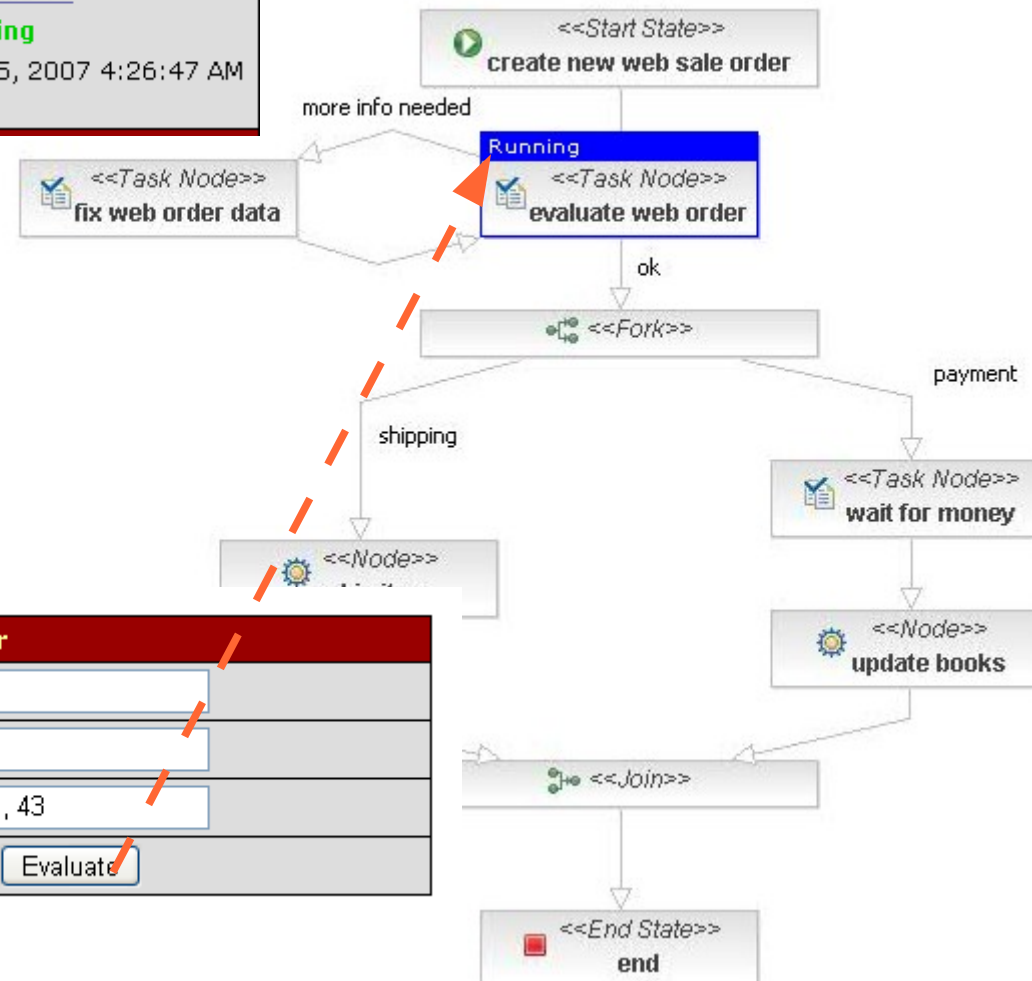 ing
5, 2007 4:26:47 AM
<<Start State>>
create new web sale order
more info needed
Running
<<Task Node>>
evaluate web order
<<Task Node>>
fix web order data
ok
<<Fork>>
payment
shipping
<<Task Node>>
wait for money
<<Node>>
<<Node>>
update books
r
, 43
Evaluate
<<Join>>
<<End State>>
end